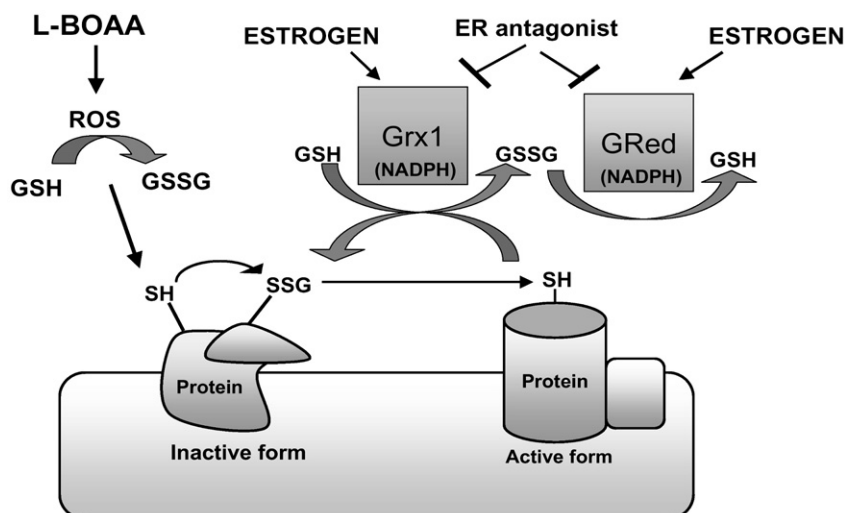 L-BOAA
ROS
GSH
GSSG
ESTROGEN
ER antagonist
ESTROGEN
Grx1
(NADPH)
GSH
GSSG
GRed
(NADPH)
GSH
SH
SSG
SH
Protein
Inactive form
Protein
Active form